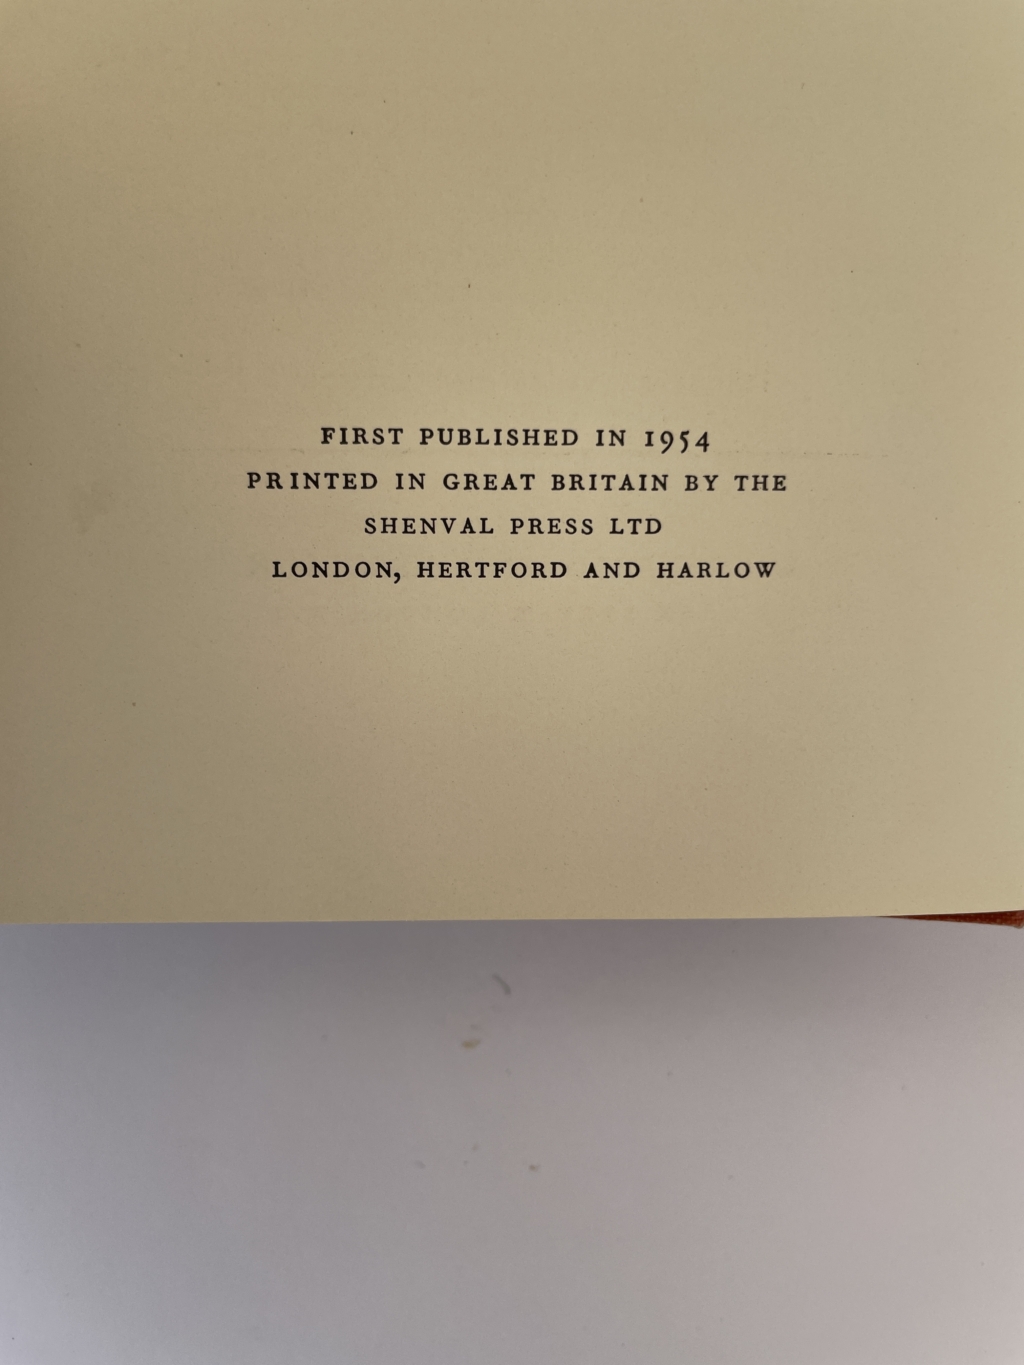 FIRST PUBLISHED IN 1954
PRINTED IN GREAT BRITAIN BY THE
SHENVAL PRESS LTD
LONDON, HERTFORD AND HARLOW